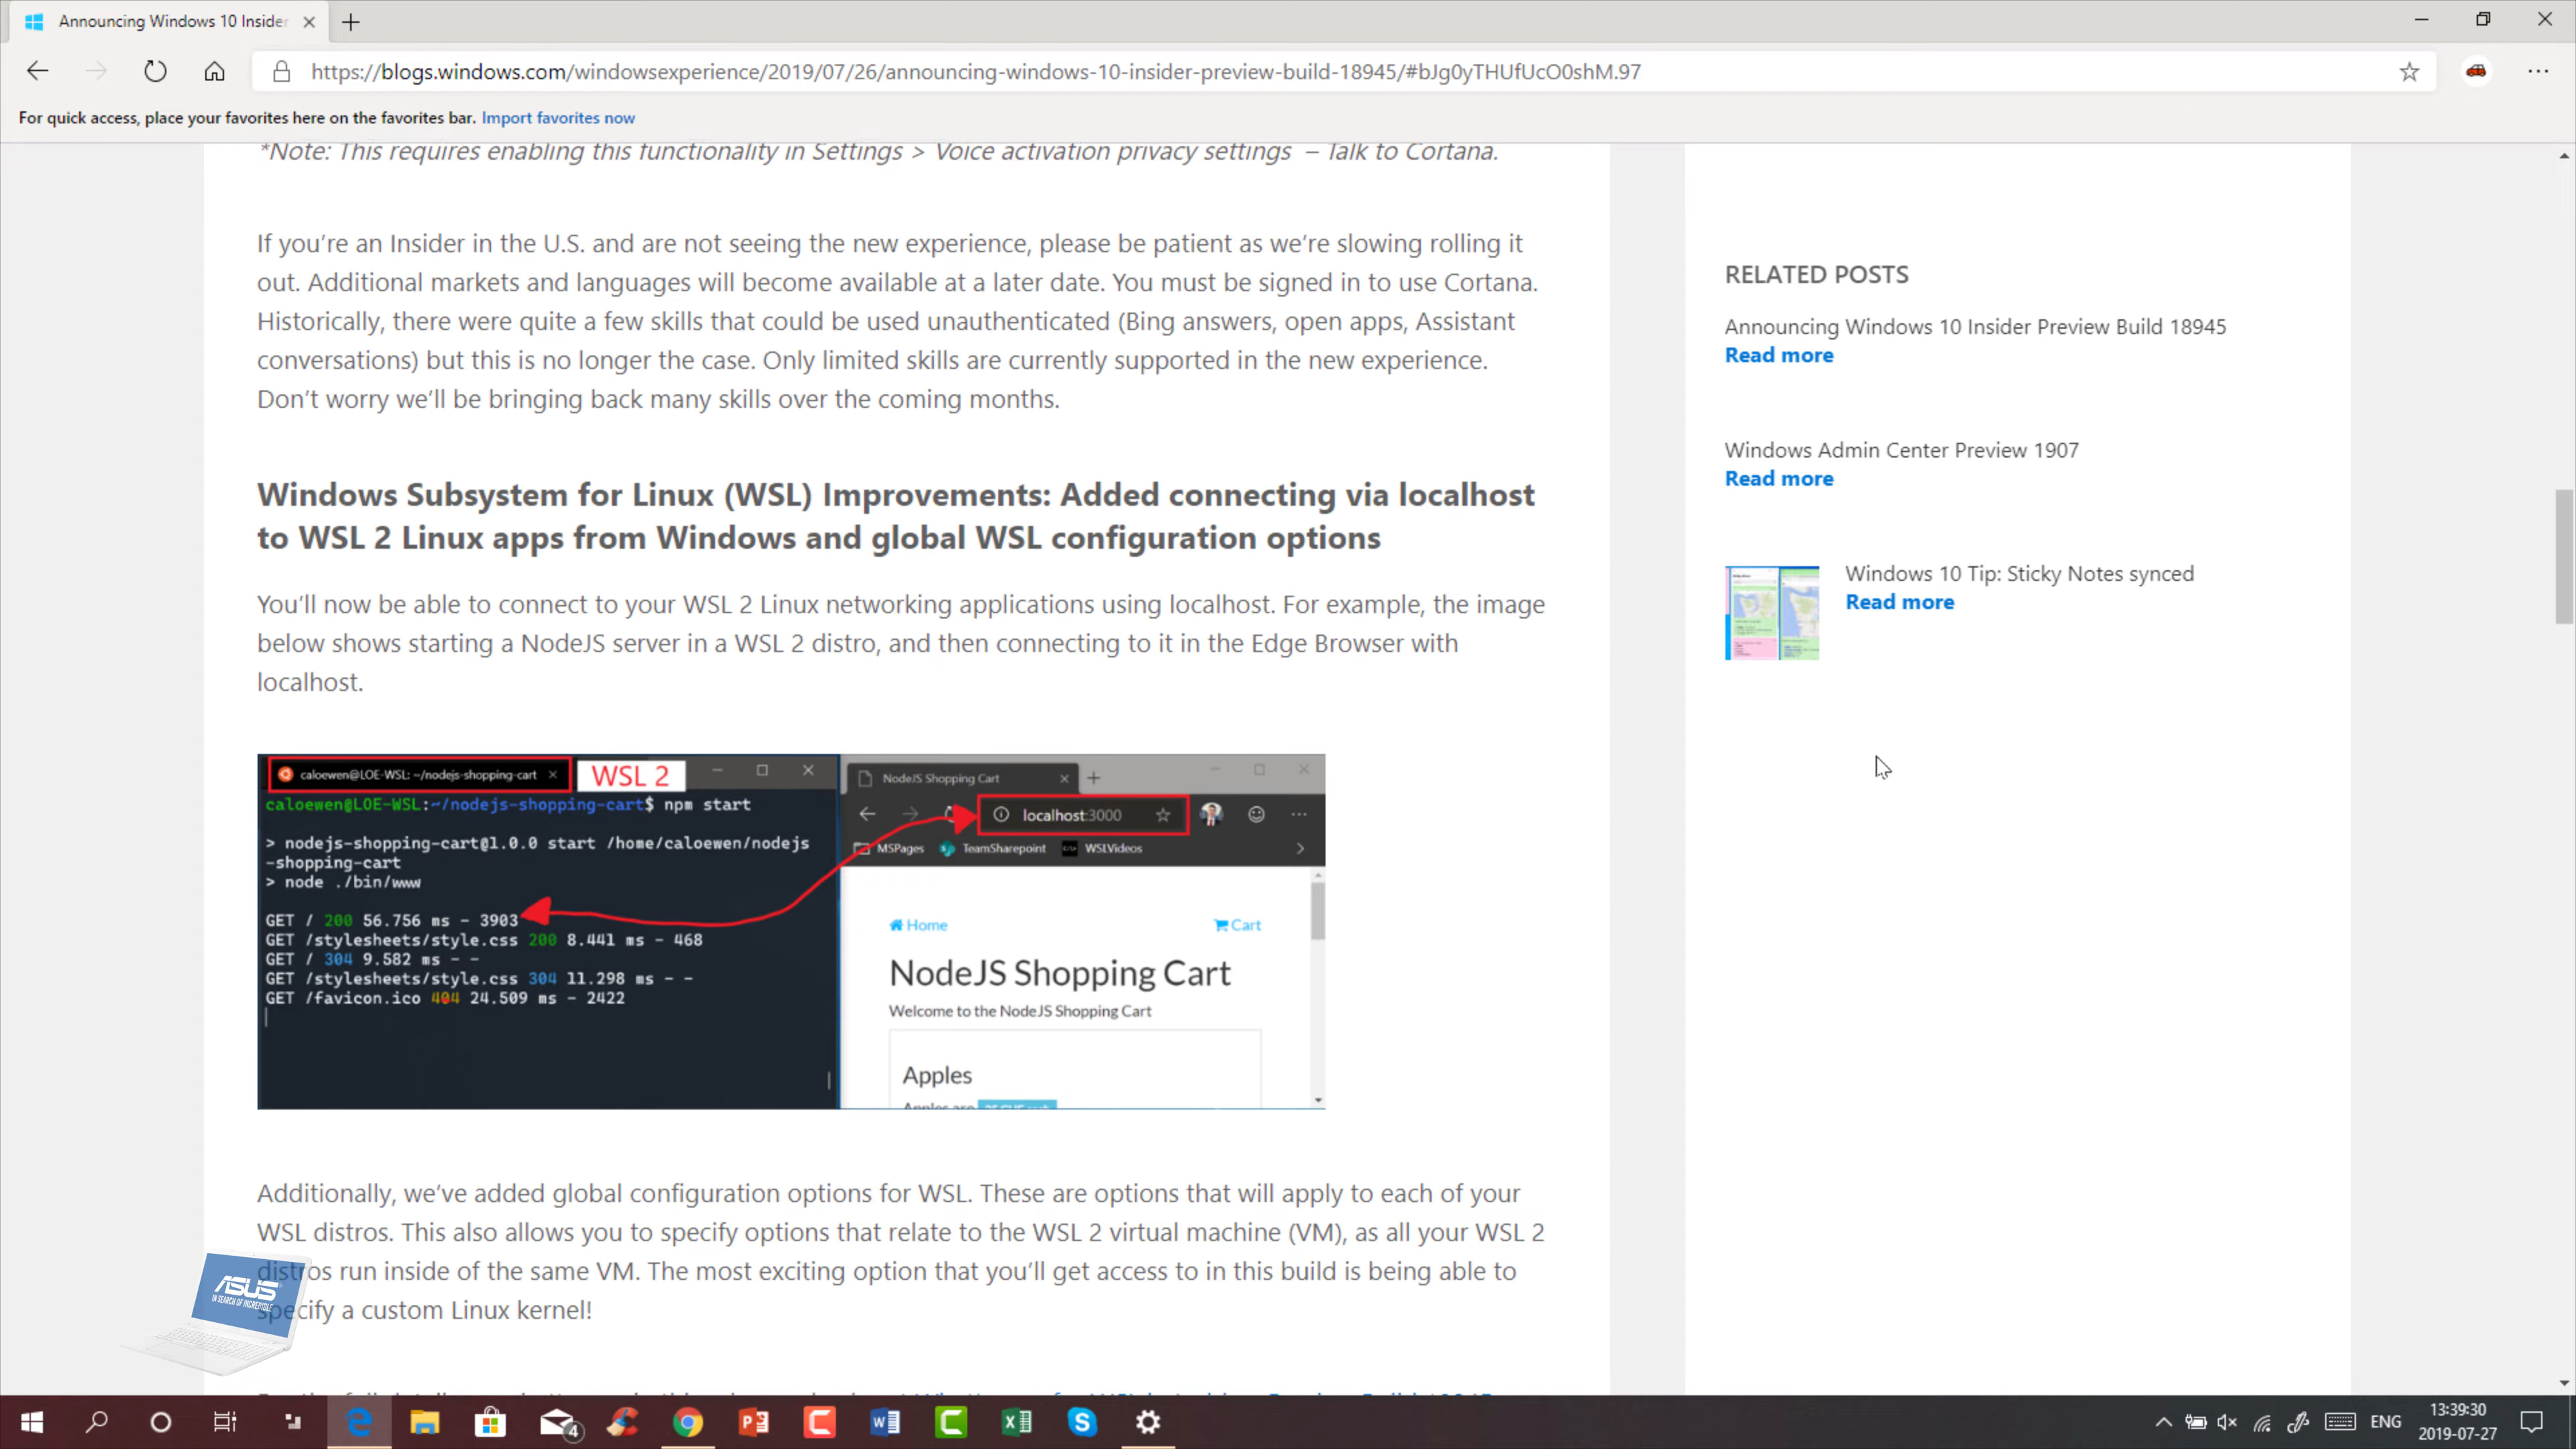 Announcing Windows 10 Insider
https://blogs.windows.com/windowsexperience/2019/07/26/announcing-windows-10-insider-preview-build-18945/#bJg0yTHUfUcO0shM.97
For quick access, place your favorites here on the favorites bar. Import favorites now
*Note: This requires enabling this functionality in Settings > Voice activation privacy settings – Talk to Cortana.
If you're an Insider in the U.S. and are not seeing the new experience, please be patient as we're slowing rolling it
out. Additional markets and languages will become available at a later date. You must be signed in to use Cortana.
Historically, there were quite a few skills that could be used unauthenticated (Bing answers, open apps, Assistant
conversations) but this is no longer the case. Only limited skills are currently supported in the new experience.
Don't worry we'll be bringing back many skills over the coming months.
Windows Subsystem for Linux (WSL) Improvements: Added connecting via localhost
to WSL 2 Linux apps from Windows and global WSL configuration options
You'll now be able to connect to your WSL 2 Linux networking applications using localhost. For example, the image
below shows starting a NodeJS server in a WSL 2 distro, and then connecting to it in the Edge Browser with
localhost.
caloewen@LOE-WSL: ~/nodejs-shopping-cart
WSL 2
caloewen@LOE-WSL:~/nodejs-shopping-cart$ npm start
> nodejs-shopping-cart@1.0.0 start /home/caloewen/nodejs
-shopping-cart
> node ./bin/www
GET / 200 56.756 ms - 3903
GET /stylesheets/style.css 200 8.441 ms - 468
GET / 304 9.582 ms - -
GET /stylesheets/style.css 304 11.298 ms - -
GET /favicon.ico 404 24.509 ms - 2422
NodeJS Shopping Cart
localhost:3000
MSPages TeamSharepoint WSLVideos
Home Cart
NodeJS Shopping Cart
Welcome to the NodeJS Shopping Cart
Apples
Apples are
Additionally, we've added global configuration options for WSL. These are options that will apply to each of your
WSL distros. This also allows you to specify options that relate to the WSL 2 virtual machine (VM), as all your WSL 2
distros run inside of the same VM. The most exciting option that you'll get access to in this build is being able to
specify a custom Linux kernel!
ASUS
IN SEARCH OF INCREDIBLE
RELATED POSTS
Announcing Windows 10 Insider Preview Build 18945
Read more
Windows Admin Center Preview 1907
Read more
Windows 10 Tip: Sticky Notes synced
Read more
4
ENG
13:39:30
2019-07-27